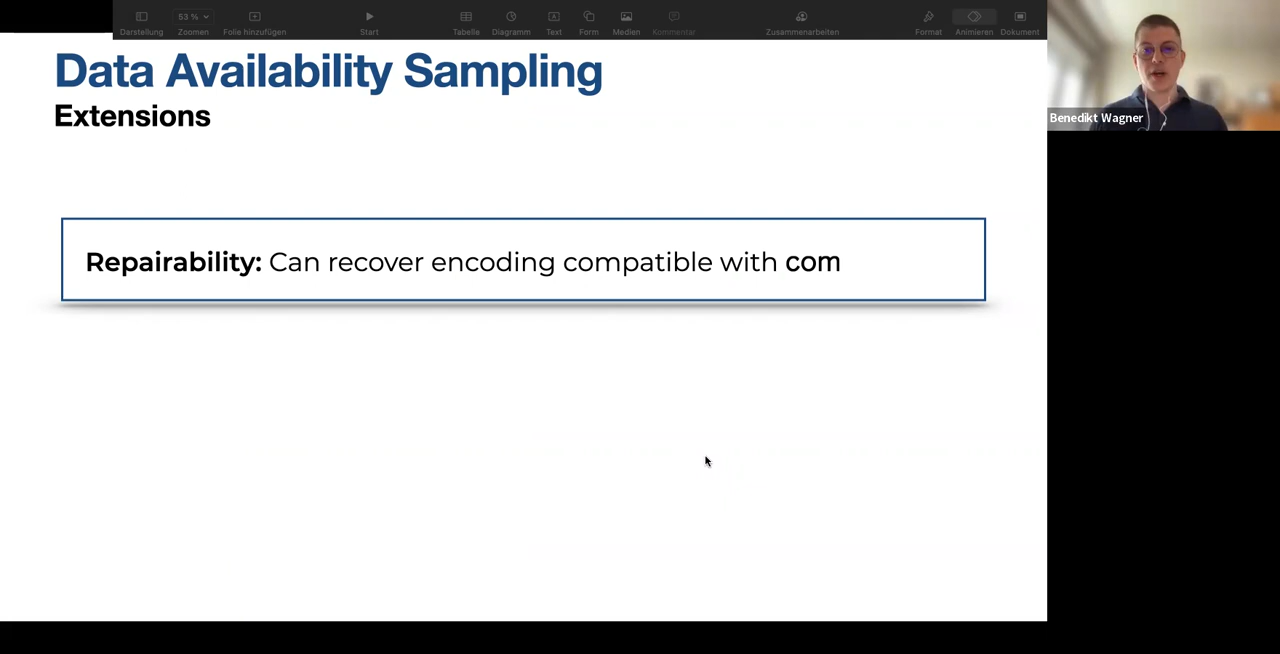 53 %
Darstellung Zoomen Folie hinzufügen Start Tabelle Diagramm Text Form Medien Kommentar Zusammenarbeiten Format Animieren Dokument
Data Availability Sampling
Extensions
Benedikt Wagner
Repairability: Can recover encoding compatible with com